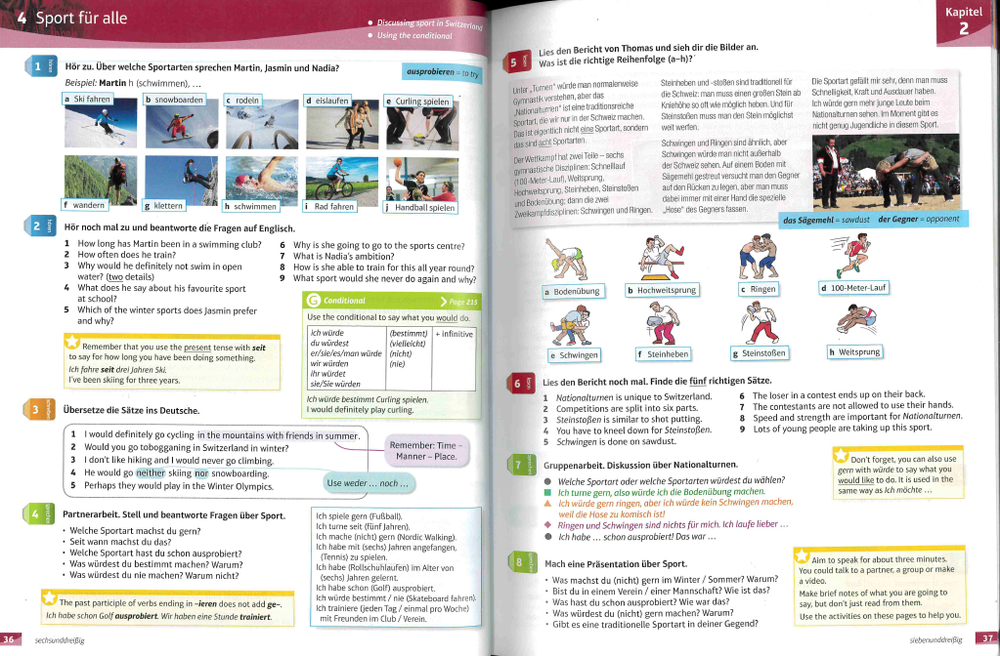 4 Sport für alle
• Discussing sport in Switzerland
• Using the conditional
1 Hör zu. Über welche Sportarten sprechen Martin, Jasmin und Nadia?
Beispiel: Martin h (schwimmen), ...
ausprobieren = to try
a Ski fahren
b snowboarden
c rodeln
d eislaufen
e Curling spielen
f wandern
g klettern
h schwimmen
i Rad fahren
j Handball spielen
2 Hör noch mal zu und beantworte die Fragen auf Englisch.
1 How long has Martin been in a swimming club?
2 How often does he train?
3 Why would he definitely not swim in open
water? (two details)
4 What does he say about his favourite sport
at school?
5 Which of the winter sports does Jasmin prefer
and why?
6 Why is she going to go to the sports centre?
7 What is Nadia's ambition?
8 How is she able to train for this all year round?
9 What sport would she never do again and why?
G Conditional
Page 215
Use the conditional to say what you would do.
ich würde (bestimmt) + infinitive
du würdest (vielleicht)
er/sie/es/man würde (nicht)
wir würden (nie)
ihr würdet
sie/Sie würden
Ich würde bestimmt Curling spielen.
I would definitely play curling.
Remember that you use the present tense with seit
to say for how long you have been doing something.
Ich fahre seit drei Jahren Ski.
I've been skiing for three years.
3 Übersetze die Sätze ins Deutsche.
1 I would definitely go cycling in the mountains with friends in summer.
2 Would you go tobogganing in Switzerland in winter?
3 I don't like hiking and I would never go climbing.
4 He would go neither skiing nor snowboarding.
5 Perhaps they would play in the Winter Olympics.
Remember: Time –
Manner – Place.
Use weder ... noch ...
4 Partnerarbeit. Stell und beantworte Fragen über Sport.
• Welche Sportart machst du gern?
• Seit wann machst du das?
• Welche Sportart hast du schon ausprobiert?
• Was würdest du bestimmt machen? Warum?
• Was würdest du nie machen? Warum nicht?
Ich spiele gern (Fußball).
Ich turne seit (fünf Jahren).
Ich mache (nicht) gern (Nordic Walking).
Ich habe mit (sechs) Jahren angefangen,
(Tennis) zu spielen.
Ich habe (Rollschuhlaufen) im Alter von
(sechs) Jahren gelernt.
Ich habe schon (Golf) ausprobiert.
Ich würde bestimmt / nie (Skateboard fahren).
Ich trainiere (jeden Tag / einmal pro Woche)
mit Freunden im Club / Verein.
The past participle of verbs ending in –ieren does not add ge–.
Ich habe schon Golf ausprobiert. Wir haben eine Stunde trainiert.
36 sechsunddreißig
Kapitel
2
5 Lies den Bericht von Thomas und sieh dir die Bilder an.
Was ist die richtige Reihenfolge (a–h)?
Unter „Turnen" würde man normalerweise
Gymnastik verstehen, aber das
„Nationalturnen" ist eine traditionsreiche
Sportart, die wir nur in der Schweiz machen.
Das ist eigentlich nicht eine Sportart, sondern
das sind acht Sportarten.
Der Wettkampf hat zwei Teile – sechs
gymnastische Disziplinen: Schnelllauf
(100-Meter-Lauf), Weitsprung,
Hochweitsprung, Steinheben, Steinstoßen
und Bodenübung; dann die zwei
Zweikampfdisziplinen: Schwingen und Ringen.
Steinheben und -stoßen sind traditionell für
die Schweiz: man muss einen großen Stein ab
Kniehöhe so oft wie möglich heben. Und für
Steinstoßen muss man den Stein möglichst
weit werfen.
Schwingen und Ringen sind ähnlich, aber
Schwingen würde man nicht außerhalb
der Schweiz sehen. Auf einem Boden mit
Sägemehl gestreut versucht man den Gegner
auf den Rücken zu legen, aber man muss
dabei immer mit einer Hand die spezielle
„Hose" des Gegners fassen.
Die Sportart gefällt mir sehr, denn man muss
Schnelligkeit, Kraft und Ausdauer haben.
Ich würde gern mehr junge Leute beim
Nationalturnen sehen. Im Moment gibt es
nicht genug Jugendliche in diesem Sport.
das Sägemehl = sawdust der Gegner = opponent
a Bodenübung
b Hochweitsprung
c Ringen
d 100-Meter-Lauf
e Schwingen
f Steinheben
g Steinstoßen
h Weitsprung
6 Lies den Bericht noch mal. Finde die fünf richtigen Sätze.
1 Nationalturnen is unique to Switzerland.
2 Competitions are split into six parts.
3 Steinstoßen is similar to shot putting.
4 You have to kneel down for Steinstoßen.
5 Schwingen is done on sawdust.
6 The loser in a contest ends up on their back.
7 The contestants are not allowed to use their hands.
8 Speed and strength are important for Nationalturnen.
9 Lots of young people are taking up this sport.
7 Gruppenarbeit. Diskussion über Nationalturnen.
Welche Sportart oder welche Sportarten würdest du wählen?
Ich turne gern, also würde ich die Bodenübung machen.
Ich würde gern ringen, aber ich würde kein Schwingen machen,
weil die Hose zu komisch ist!
Ringen und Schwingen sind nichts für mich. Ich laufe lieber ...
Ich habe ... schon ausprobiert! Das war ...
Don't forget, you can also use
gern with würde to say what you
would like to do. It is used in the
same way as Ich möchte ...
8 Mach eine Präsentation über Sport.
• Was machst du (nicht) gern im Winter / Sommer? Warum?
• Bist du in einem Verein / einer Mannschaft? Wie ist das?
• Was hast du schon ausprobiert? Wie war das?
• Was würdest du (nicht) gern machen? Warum?
• Gibt es eine traditionelle Sportart in deiner Gegend?
Aim to speak for about three minutes.
You could talk to a partner, a group or make
a video.
Make brief notes of what you are going to
say, but don't just read from them.
Use the activities on these pages to help you.
siebenunddreißig 37